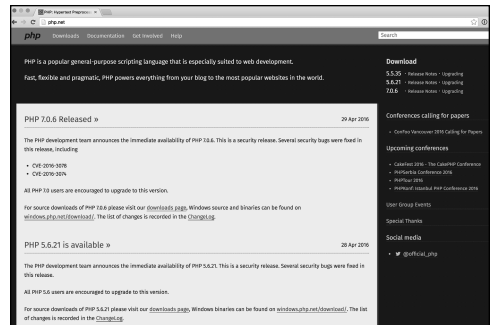 PHP: Hypertext Preproces
php.net
php
Downloads
Documentation
Get Involved
Help
Search
PHP is a popular general-purpose scripting language that is especially suited to web development.
Fast, flexible and pragmatic, PHP powers everything from your blog to the most popular websites in the world.
Download
5.5.35 · Release Notes · Upgrading
5.6.21 · Release Notes · Upgrading
7.0.6 · Release Notes · Upgrading
PHP 7.0.6 Released »
29 Apr 2016
The PHP development team announces the immediate availability of PHP 7.0.6. This is a security release. Several security bugs were fixed in
this release, including
• CVE-2016-3078
• CVE-2016-3074
All PHP 7.0 users are encouraged to upgrade to this version.
For source downloads of PHP 7.0.6 please visit our downloads page, Windows source and binaries can be found on
windows.php.net/download/. The list of changes is recorded in the ChangeLog.
PHP 5.6.21 is available »
28 Apr 2016
The PHP development team announces the immediate availability of PHP 5.6.21. This is a security release. Several security bugs were fixed in
this release.
All PHP 5.6 users are encouraged to upgrade to this version.
For source downloads of PHP 5.6.21 please visit our downloads page, Windows binaries can be found on windows.php.net/download/. The list
of changes is recorded in the ChangeLog.
Conferences calling for papers
• ConFoo Vancouver 2016 Calling for Papers
Upcoming conferences
• CakeFest 2016 - The CakePHP Conference
• PHPSerbia Conference 2016
• PHPTour 2016
• PHPKonf: Istanbul PHP Conference 2016
User Group Events
Special Thanks
Social media
• @official_php